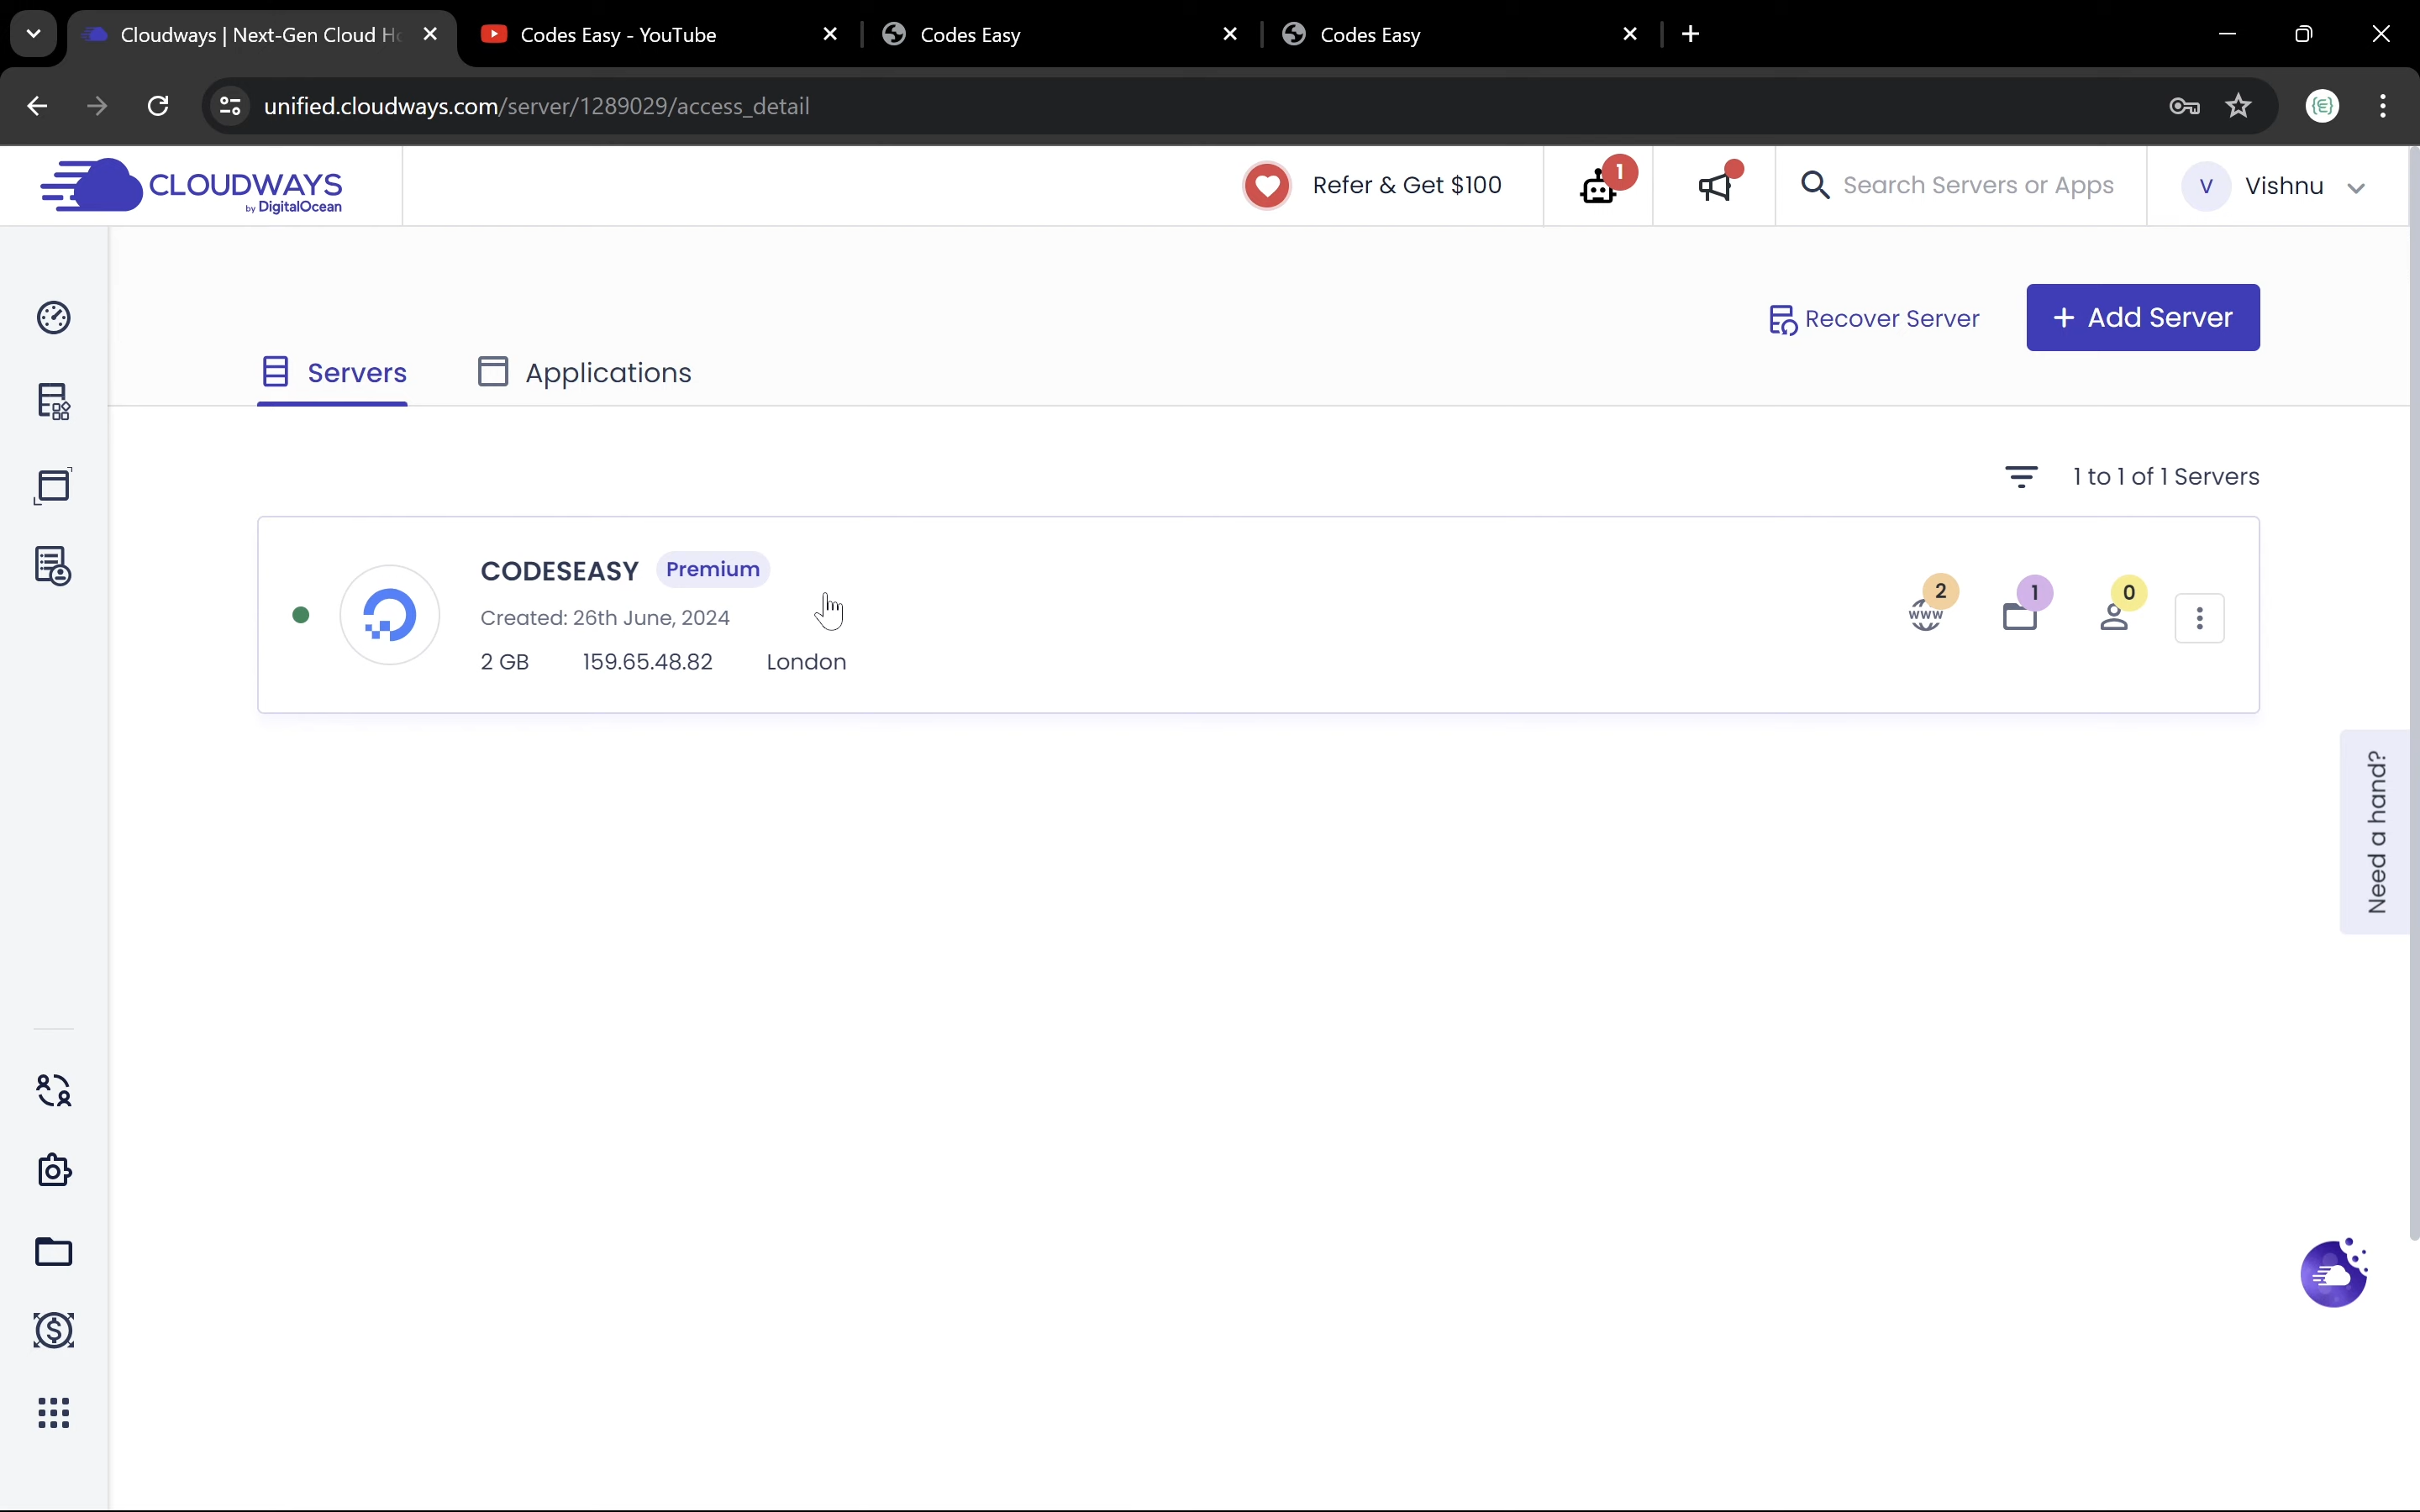 Cloudways | Next-Gen Cloud H
Codes Easy - YouTube
Codes Easy
Codes Easy
unified.cloudways.com/server/1289029/access_detail
CLOUDWAYS
by DigitalOcean
Refer & Get $100
1
Search Servers or Apps
V
Vishnu
Recover Server
+ Add Server
Servers
Applications
1 to 1 of 1 Servers
CODESEASY Premium
Created: 26th June, 2024
2 GB 159.65.48.82 London
www
2
1
0
Need a hand?